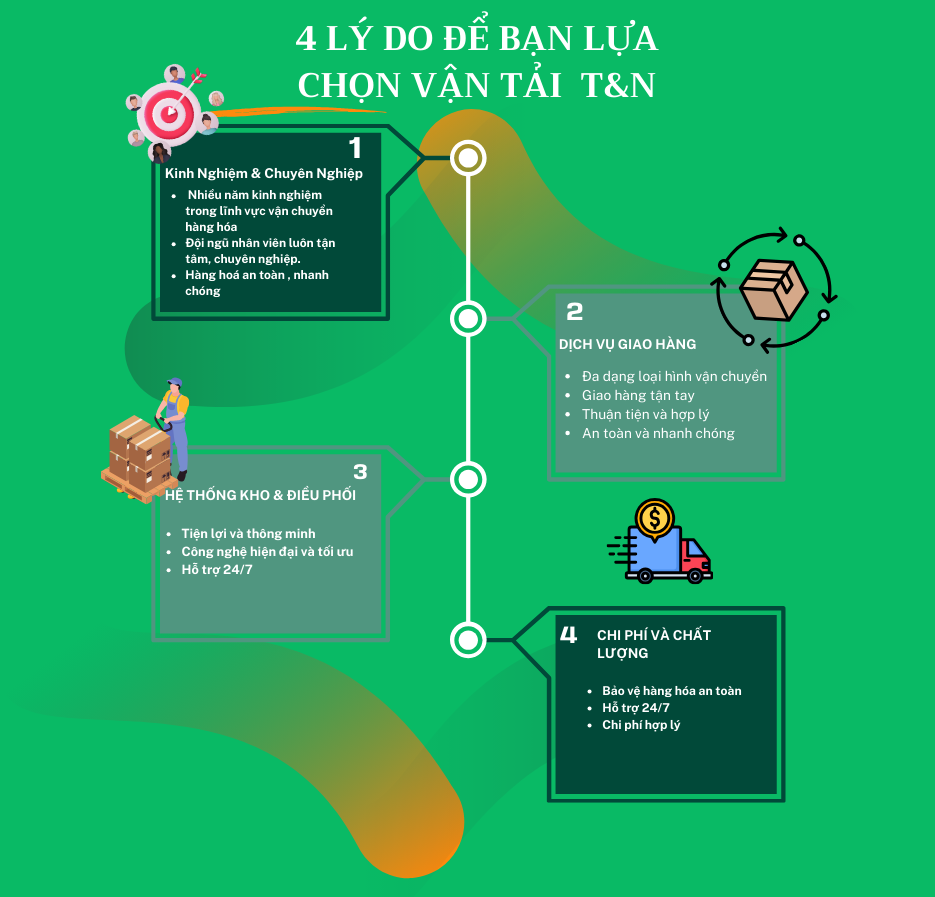 4 LÝ DO ĐỂ BẠN LỰA
CHỌN VẬN TẢI T&N
1
Kinh Nghiệm & Chuyên Nghiệp
• Nhiều năm kinh nghiệm
trong lĩnh vực vận chuyển
hàng hóa
• Đội ngũ nhân viên luôn tận
tâm, chuyên nghiệp.
• Hàng hoá an toàn , nhanh
chóng
2
DỊCH VỤ GIAO HÀNG
• Đa dạng loại hình vận chuyển
• Giao hàng tận tay
• Thuận tiện và hợp lý
• An toàn và nhanh chóng
3
HỆ THỐNG KHO & ĐIỀU PHỐI
• Tiện lợi và thông minh
• Công nghệ hiện đại và tối ưu
• Hỗ trợ 24/7
$
4
CHI PHÍ VÀ CHẤT
LƯỢNG
• Bảo vệ hàng hóa an toàn
• Hỗ trợ 24/7
• Chi phí hợp lý